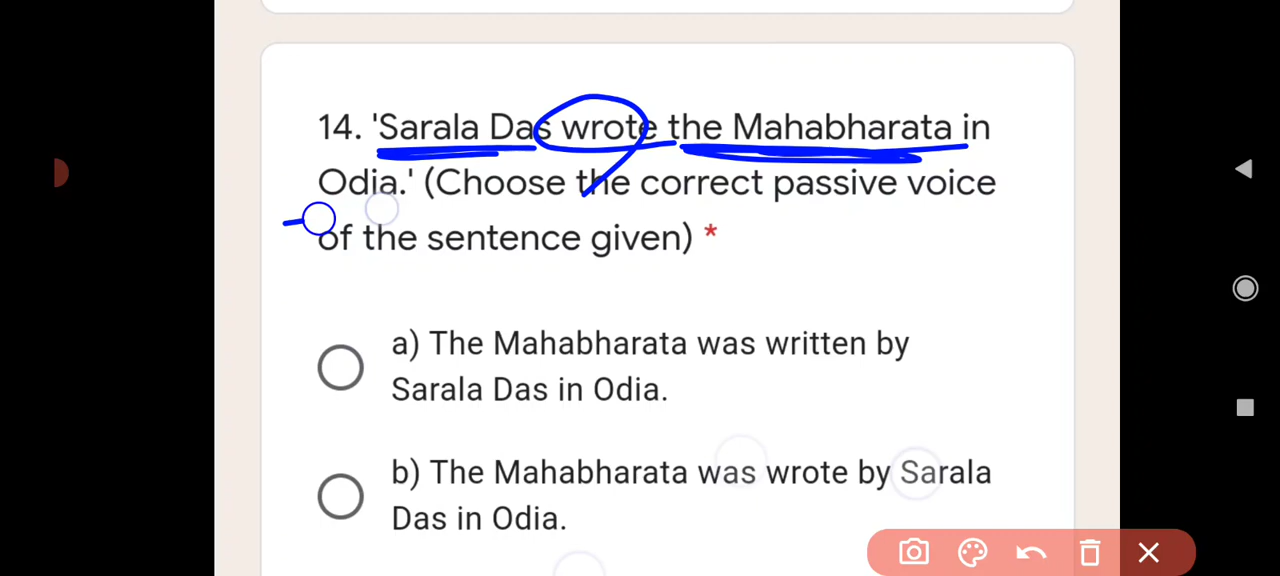 14. 'Sarala Das wrote the Mahabharata in
Odia.' (Choose the correct passive voice
of the sentence given) *
a) The Mahabharata was written by
Sarala Das in Odia.
b) The Mahabharata was wrote by Sarala
Das in Odia.